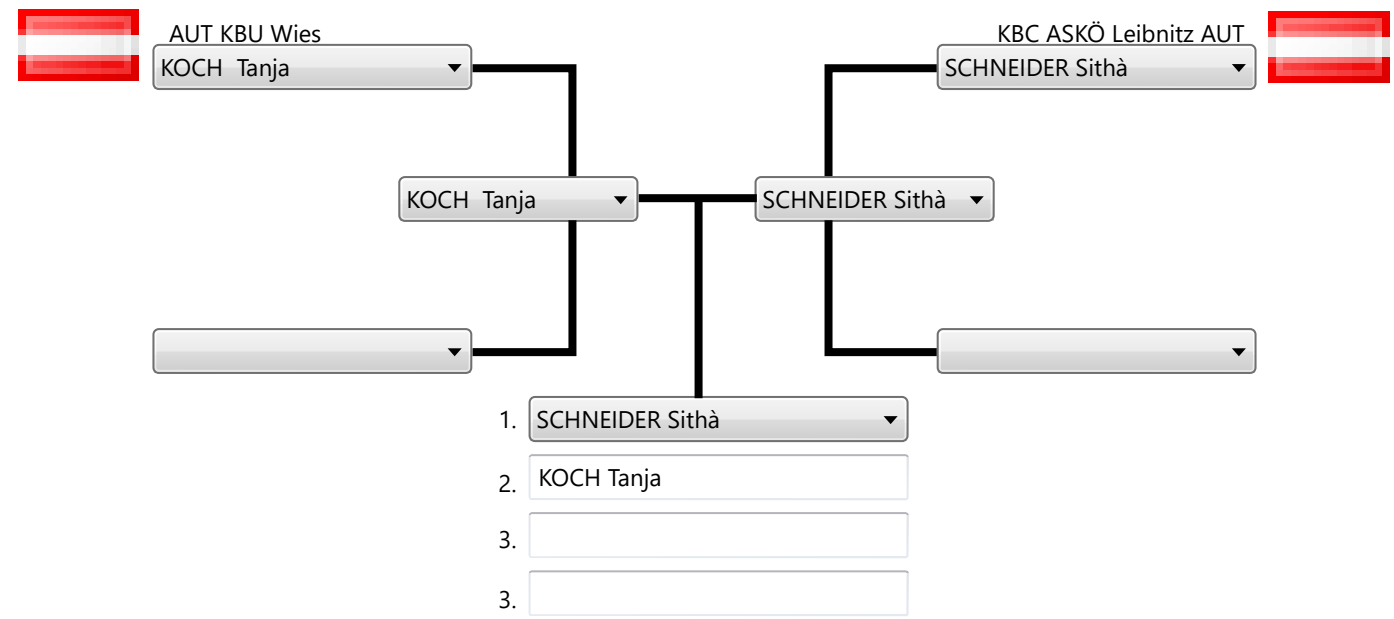 AUT KBU Wies
KBC ASKÖ Leibnitz AUT
KOCH Tanja
SCHNEIDER Sithà
KOCH Tanja
SCHNEIDER Sithà
1. SCHNEIDER Sithà
2. KOCH Tanja
3.
3.